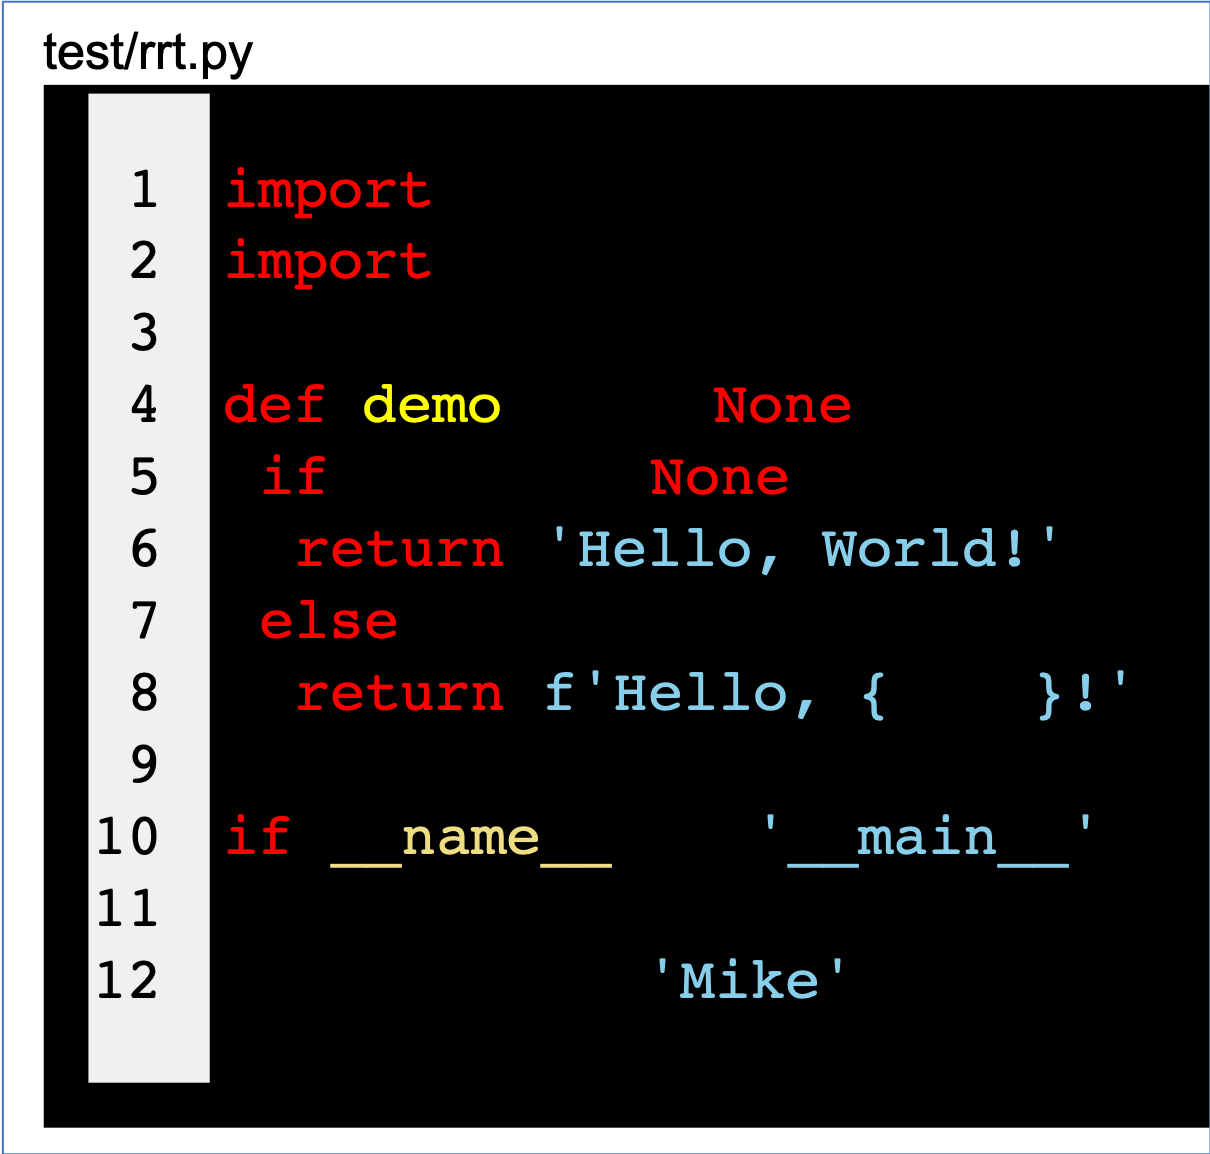 test/rrt.py
1 import
2 import
3
4 def demo      None
5  if         None
6   return 'Hello, World!'
7  else
8   return f'Hello, {    }!'
9
10 if __name__    '__main__'
11
12            'Mike'